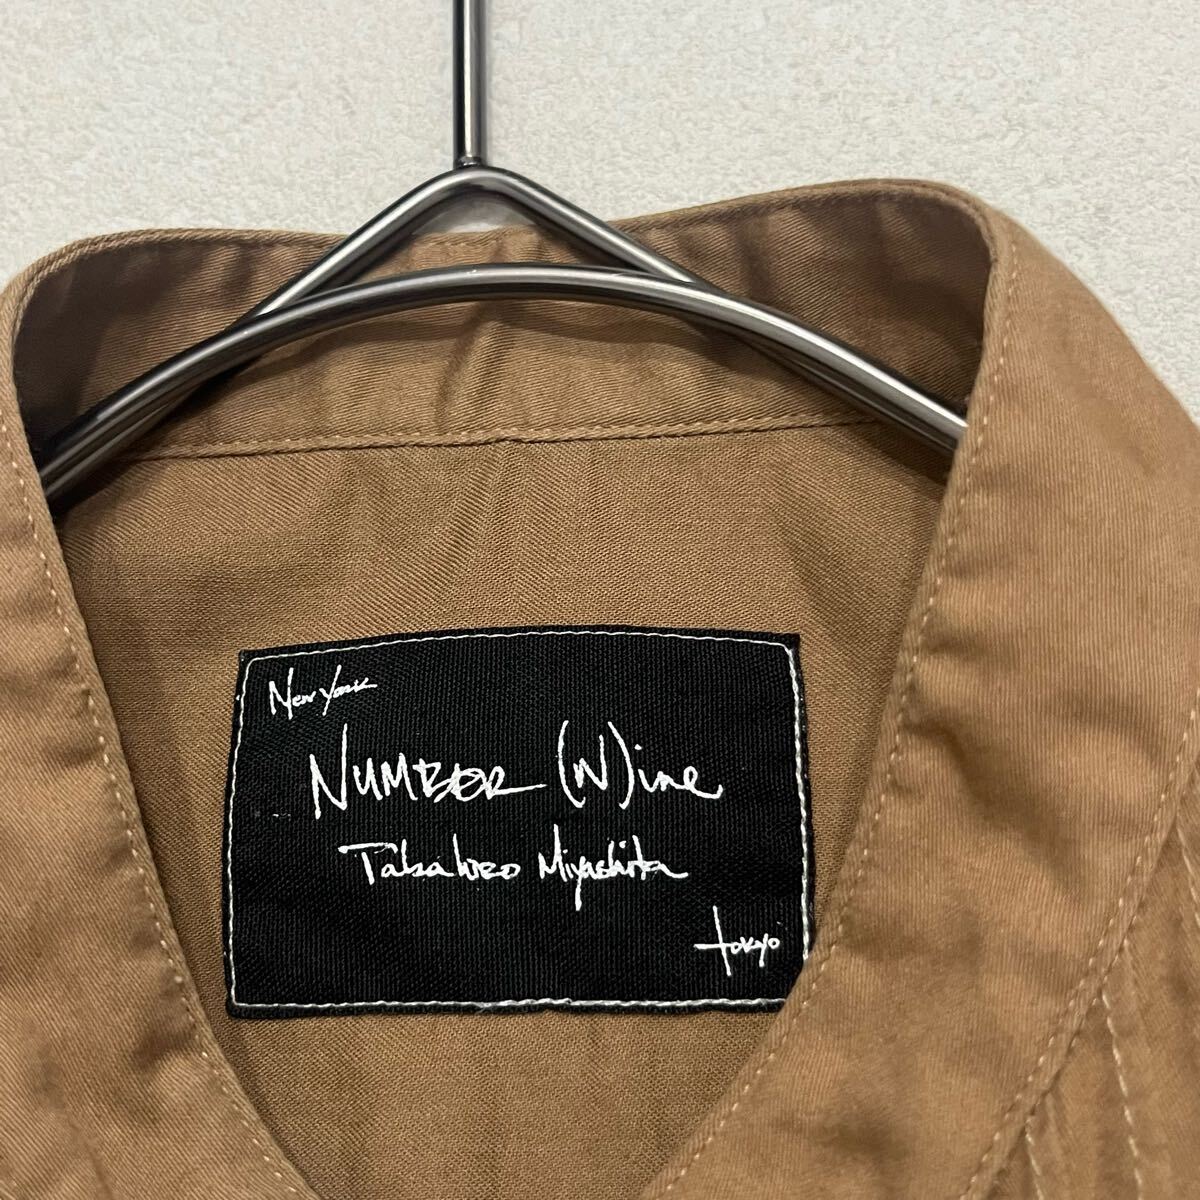 New York
NUMBER (N)ine
Takahiro Miyashita
tokyo